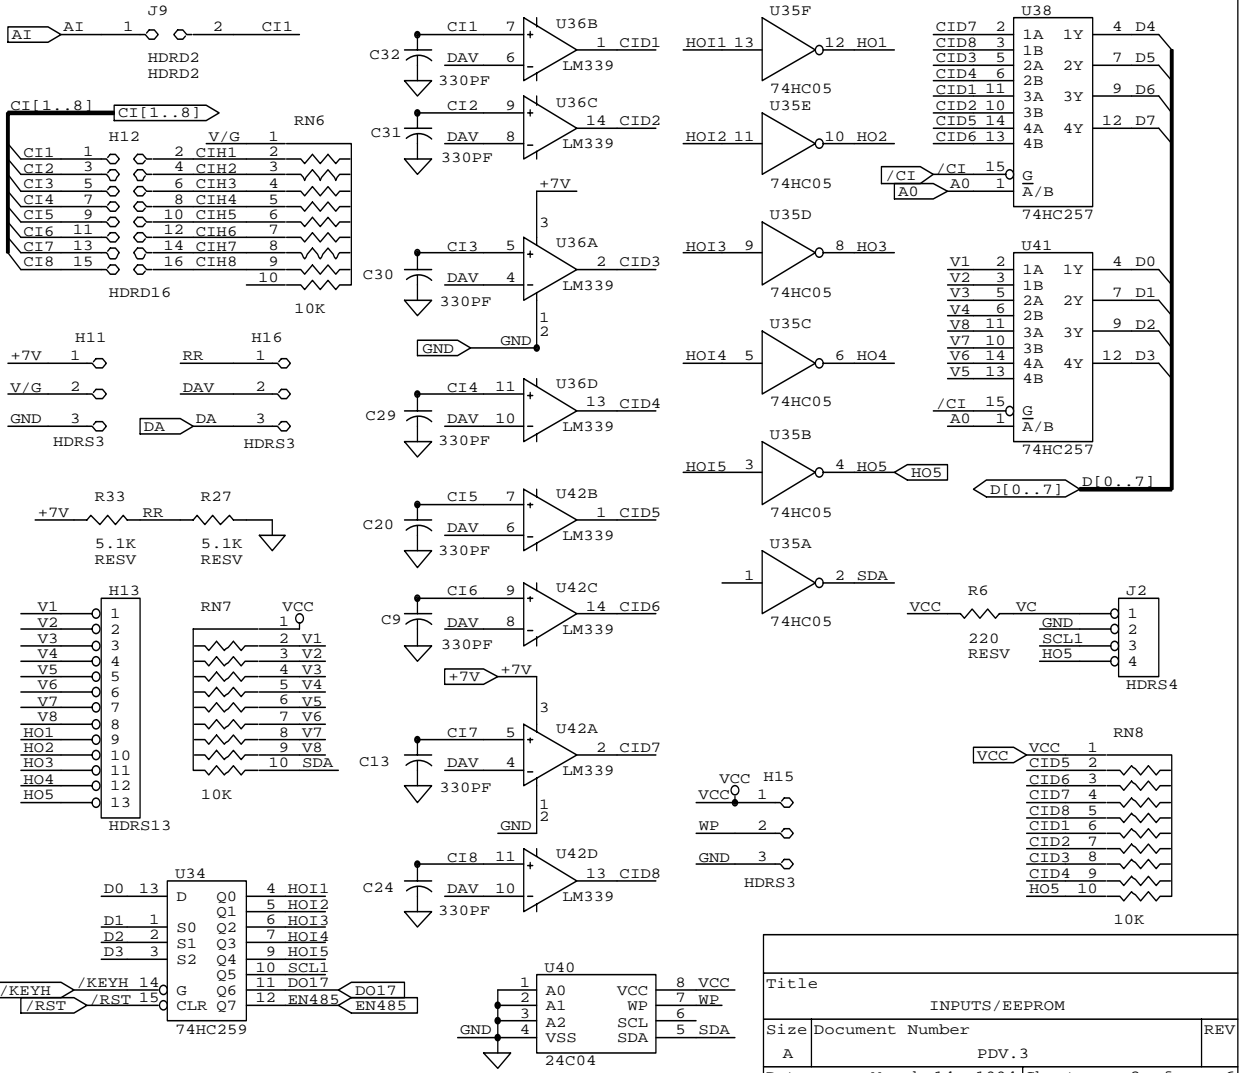 J9
AI AI 1 2 CI1
HDRD2
HDRD2
CI[1..8] CI[1..8]
H12 RN6
V/G 1
CI1 1 2 CIH1 2
CI2 3 4 CIH2 3
CI3 5 6 CIH3 4
CI4 7 8 CIH4 5
CI5 9 10 CIH5 6
CI6 11 12 CIH6 7
CI7 13 14 CIH7 8
CI8 15 16 CIH8 9
10
HDRD16 10K
H11
+7V 1
V/G 2
GND 3
HDRS3
H16
RR 1
DAV 2
DA DA 3
HDRS3
R33 R27
+7V RR
5.1K 5.1K
RESV RESV
H13
V1 1
V2 2
V3 3
V4 4
V5 5
V6 6
V7 7
V8 8
HO1 9
HO2 10
HO3 11
HO4 12
HO5 13
HDRS13
RN7 VCC
1
2 V1
3 V2
4 V3
5 V4
6 V5
7 V6
8 V7
9 V8
10 SDA
10K
U34
D0 13 D Q0 4 HOI1
Q1 5 HOI2
D1 1 S0 Q2 6 HOI3
D2 2 S1 Q3 7 HOI4
D3 3 S2 Q4 9 HOI5
Q5 10 SCL1
/KEYH /KEYH 14 G Q6 11 DO17 DO17
/RST /RST 15 CLR Q7 12 EN485 EN485
74HC259
CI1 7 + U36B
C32 1 CID1
DAV 6 - LM339
330PF
CI2 9 + U36C
C31 14 CID2
DAV 8 - LM339
330PF
+7V
3
CI3 5 + U36A
C30 2 CID3
DAV 4 - LM339
330PF
1
2
GND GND
CI4 11 + U36D
C29 13 CID4
DAV 10 - LM339
330PF
CI5 7 + U42B
C20 1 CID5
DAV 6 - LM339
330PF
CI6 9 + U42C
C9 14 CID6
DAV 8 - LM339
330PF
+7V +7V
3
CI7 5 + U42A
C13 2 CID7
DAV 4 - LM339
330PF
1
2
GND
CI8 11 + U42D
C24 13 CID8
DAV 10 - LM339
330PF
U40
1 A0 VCC 8 VCC
2 A1 WP 7 WP
3 A2 SCL 6
GND 4 VSS SDA 5 SDA
24C04
U35F
HOI1 13 12 HO1
74HC05
U35E
HOI2 11 10 HO2
74HC05
U35D
HOI3 9 8 HO3
74HC05
U35C
HOI4 5 6 HO4
74HC05
U35B
HOI5 3 4 HO5 HO5
74HC05
U35A
1 2 SDA
74HC05
VCC H15
VCC 1
WP 2
GND 3
HDRS3
U38
CID7 2 1A 1Y 4 D4
CID8 3 1B
CID3 5 2A 2Y 7 D5
CID4 6 2B
CID1 11 3A 3Y 9 D6
CID2 10 3B
CID5 14 4A 4Y 12 D7
CID6 13 4B
/CI /CI 15 G
A0 A0 1 A/B
74HC257
U41
V1 2 1A 1Y 4 D0
V2 3 1B
V3 5 2A 2Y 7 D1
V4 6 2B
V8 11 3A 3Y 9 D2
V7 10 3B
V6 14 4A 4Y 12 D3
V5 13 4B
/CI 15 G
A0 1 A/B
74HC257
D[0..7] D[0..7]
R6 J2
VCC VC 1
220 GND 2
RESV SCL1 3
HO5 4
HDRS4
RN8
VCC VCC 1
CID5 2
CID6 3
CID7 4
CID8 5
CID1 6
CID2 7
CID3 8
CID4 9
HO5 10
10K
Title
INPUTS/EEPROM
Size Document Number REV
A PDV.3